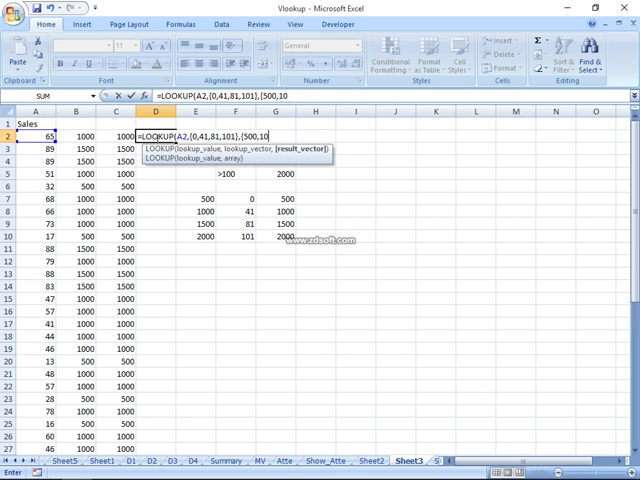 Vlookup - Microsoft Excel
Home Insert Page Layout Formulas Data Review View Developer
Paste
B I U
General
$ % ,
Conditional Formatting
Format as Table
Cell Styles
Insert
Delete
Format
Sort & Filter
Find & Select
Clipboard Font Alignment Number Styles Cells Editing
SUM =LOOKUP(A2,{0,41,81,101},{500,10
A B C D E F G H I J K L M N O
1 Sales
2 65 1000 1000 =LOOKUP(A2,{0,41,81,101},{500,10
LOOKUP(lookup_value, lookup_vector, [result_vector])
LOOKUP(lookup_value, array)
3 89 1500 1500
4 89 1500 1500
5 51 1000 1000 >100 2000
6 32 500 500
7 68 1000 1000 500 0 500
8 66 1000 1000 1000 41 1000
9 73 1000 1000 1500 81 1500
10 17 500 500 2000 101 2000
www.zdsoft.com
11 88 1500 1500
12 79 1000 1000
13 88 1500 1500
14 83 1500 1500
15 47 1000 1000
16 57 1000 1000
17 41 1000 1000
18 44 1000 1000
19 46 1000 1000
20 13 500 500
21 48 1000 1000
22 57 1000 1000
23 28 500 500
24 78 1000 1000
25 16 500 500
26 60 1000 1000
27 46 1000 1000
Sheet5 Sheet1 D1 D2 D3 D4 Summary MV Atte Show_Atte Sheet2 Sheet3 S
Enter 100%